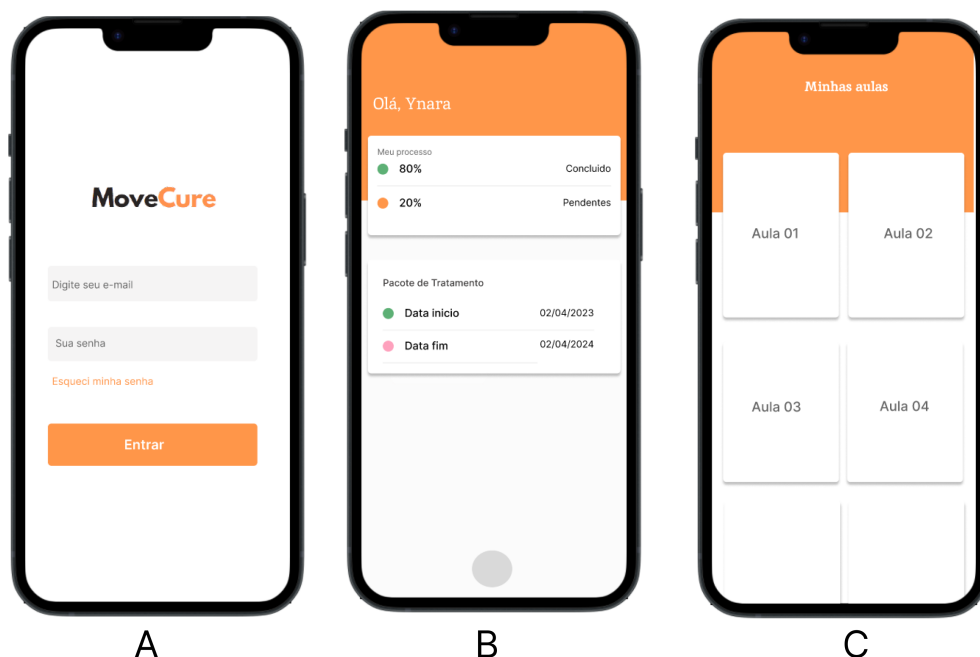 MoveCure
Digite seu e-mail
Sua senha
Esqueci minha senha
Entrar
A
Olá, Ynara
Meu processo
80% Concluido
20% Pendentes
Pacote de Tratamento
Data inicio 02/04/2023
Data fim 02/04/2024
B
Minhas aulas
Aula 01 Aula 02
Aula 03 Aula 04
C